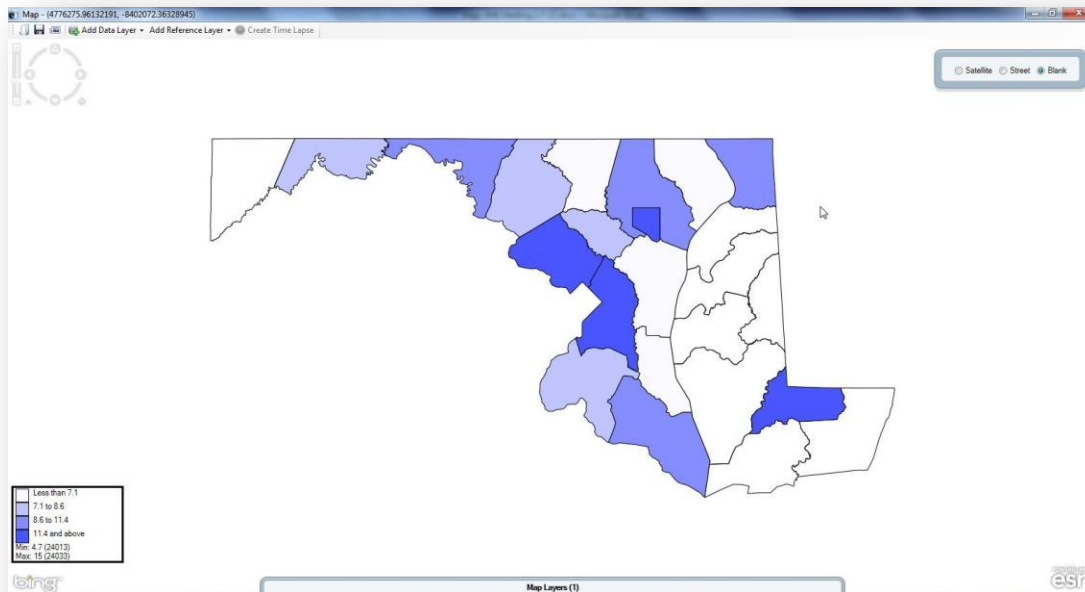 Map - (4776275.96132191, -8402072.36328945)
Add Data Layer Add Reference Layer Create Time Lapse
Satellite Street Blank
Less than 7.1
7.1 to 8.6
8.6 to 11.4
11.4 and above
Min: 4.7 (24013)
Max: 15 (24033)
bing
esri
Map Layers (1)